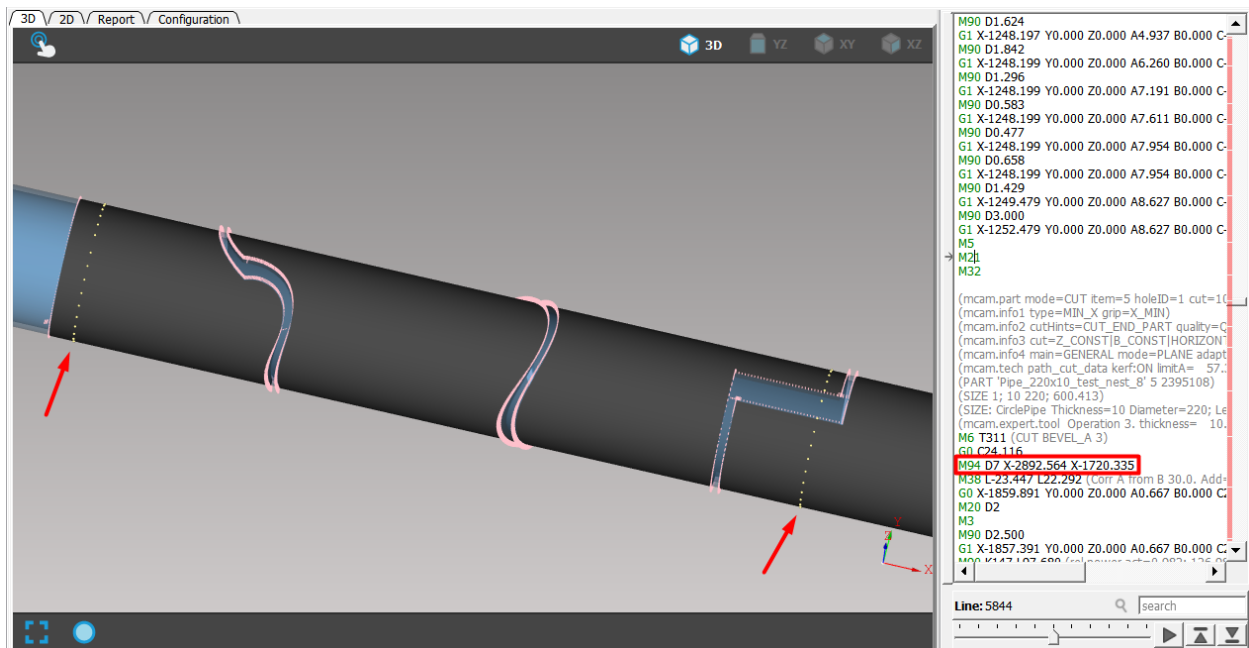 3D 2D Report Configuration
3D YZ XY XZ
M90 D1.624
G1 X-1248.197 Y0.000 Z0.000 A4.937 B0.000 C-
M90 D1.842
G1 X-1248.199 Y0.000 Z0.000 A6.260 B0.000 C-
M90 D1.296
G1 X-1248.199 Y0.000 Z0.000 A7.191 B0.000 C-
M90 D0.583
G1 X-1248.199 Y0.000 Z0.000 A7.611 B0.000 C-
M90 D0.477
G1 X-1248.199 Y0.000 Z0.000 A7.954 B0.000 C-
M90 D0.658
G1 X-1248.199 Y0.000 Z0.000 A7.954 B0.000 C-
M90 D1.429
G1 X-1249.479 Y0.000 Z0.000 A8.627 B0.000 C-
M90 D3.000
G1 X-1252.479 Y0.000 Z0.000 A8.627 B0.000 C-
M5
M21
M32
(mcam.part mode=CUT item=5 holeID=1 cut=10
(mcam.info1 type=MIN_X grip=X_MIN)
(mcam.info2 cutHints=CUT_END_PART quality=Q
(mcam.info3 cut=Z_CONST|B_CONST|HORIZONT
(mcam.info4 main=GENERAL mode=PLANE adapt
(mcam.tech path_cut_data kerf:ON limitA= 57.
(PART 'Pipe_220x10_test_nest_8' 5 2395108)
(SIZE 1; 10 220; 600.413)
(SIZE: CirclePipe Thickness=10 Diameter=220; Le
(mcam.expert.tool Operation 3. thickness= 10.
M6 T311 (CUT BEVEL_A 3)
G0 C24.116
M94 D7 X-2892.564 X-1720.335
M38 L-23.447 L22.292 (Corr A from B 30.0. Add=
G0 X-1859.891 Y0.000 Z0.000 A0.667 B0.000 C2
M20 D2
M3
M90 D2.500
G1 X-1857.391 Y0.000 Z0.000 A0.667 B0.000 C2
Y
Z
X
Line: 5844 search